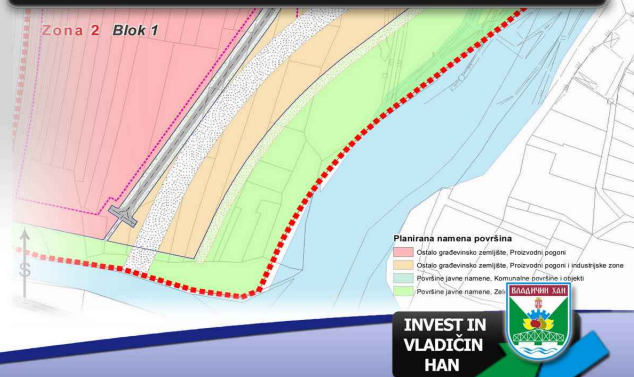 Zona 2 Blok 1
S
Planirana namena površina
Ostalo građevinsko zemljište, Proizvodni pogoni
Ostalo građevinsko zemljište, Proizvodni pogoni i industrijske zone
Površine javne namene, Komunalne površine i objekti
Površine javne namene,
INVEST IN
VLADIČIN
HAN
ВЛАДИЧИН ХАН